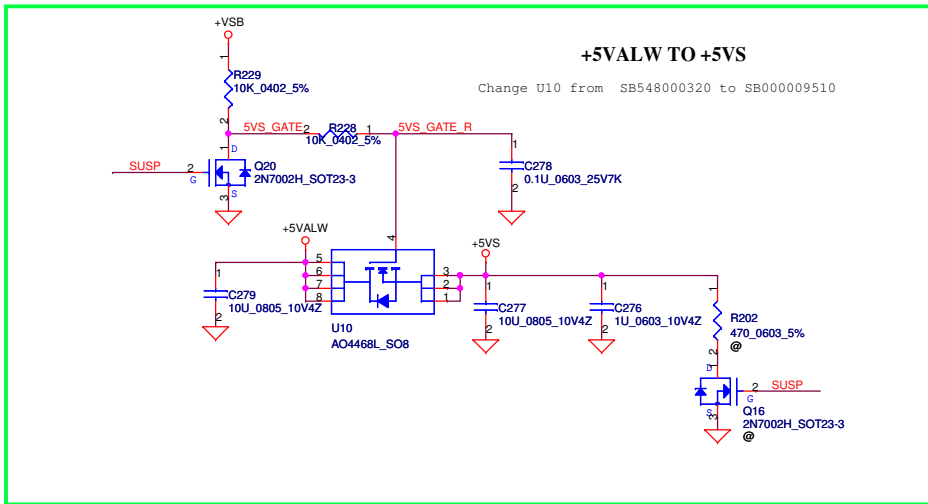 +VSB
+5VALW TO +5VS
Change U10 from SB548000320 to SB000009510
1
R229
10K_0402_5%
2
5VS_GATE
2
R228
1
5VS_GATE_R
10K_0402_5%
1
D
SUSP
2
G
Q20
2N7002H_SOT23-3
3
S
1
C278
0.1U_0603_25V7K
2
+5VALW
4
+5VS
5
6
7
8
3
2
1
1
C279
10U_0805_10V4Z
2
U10
AO4468L_SO8
1
C277
10U_0805_10V4Z
2
1
C276
1U_0603_10V4Z
2
1
R202
470_0603_5%
2
@
1
D
2
SUSP
G
S
3
Q16
2N7002H_SOT23-3
@